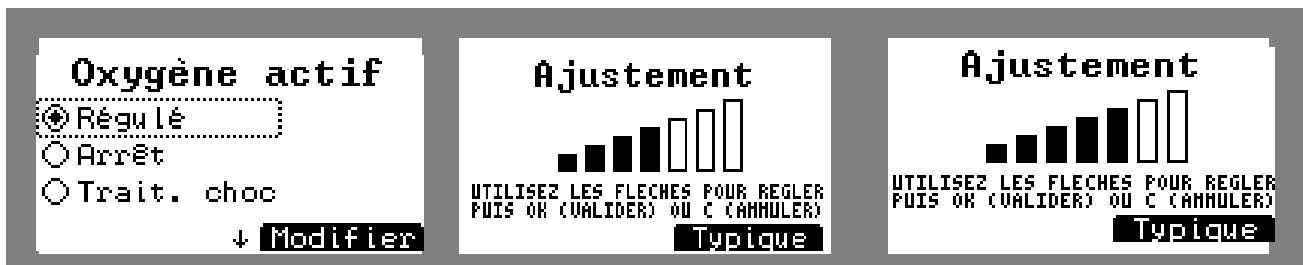 Oxygène actif
Régulé
Arrêt
Trait. choc
↓ Modifier
Ajustement
UTILISEZ LES FLECHES POUR REGLER
PUIS OK (VALIDER) OU C (ANNULER)
Typique
Ajustement
UTILISEZ LES FLECHES POUR REGLER
PUIS OK (VALIDER) OU C (ANNULER)
Typique